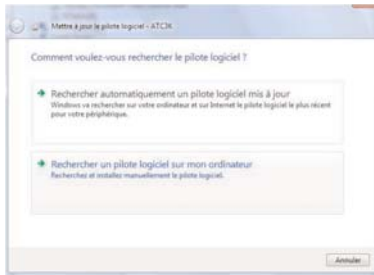 Mettre à jour le pilote logiciel - ATC3K
Comment voulez-vous rechercher le pilote logiciel ?
Rechercher automatiquement un pilote logiciel mis à jour
Windows va rechercher sur votre ordinateur et sur Internet le pilote logiciel le plus récent
pour votre périphérique.
Rechercher un pilote logiciel sur mon ordinateur
Recherchez et installez manuellement le pilote logiciel.
Annuler